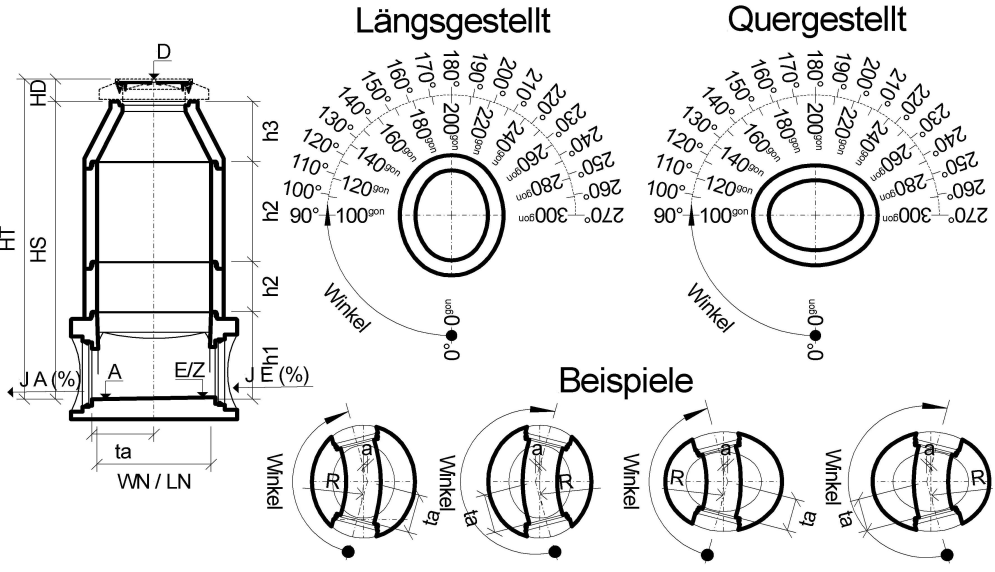 Längsgestellt
Quergestellt
D
HD
HT
HS
h3
h2
h2
h1
J A (%)
A
E/Z
J E (%)
ta
WN / LN
90°
100°
110°
120°
130°
140°
150°
160°
170°
180°
190°
200°
210°
220°
230°
240°
250°
260°
270°
100gon
120gon
140gon
160gon
180gon
200gon
220gon
240gon
260gon
280gon
300gon
Winkel
0gon
0°
90°
100°
110°
120°
130°
140°
150°
160°
170°
180°
190°
200°
210°
220°
230°
240°
250°
260°
270°
100gon
120gon
140gon
160gon
180gon
200gon
220gon
240gon
260gon
280gon
300gon
Winkel
0gon
0°
Beispiele
Winkel
a
R
ta
Winkel
a
R
ta
Winkel
a
R
ta
Winkel
a
R
ta